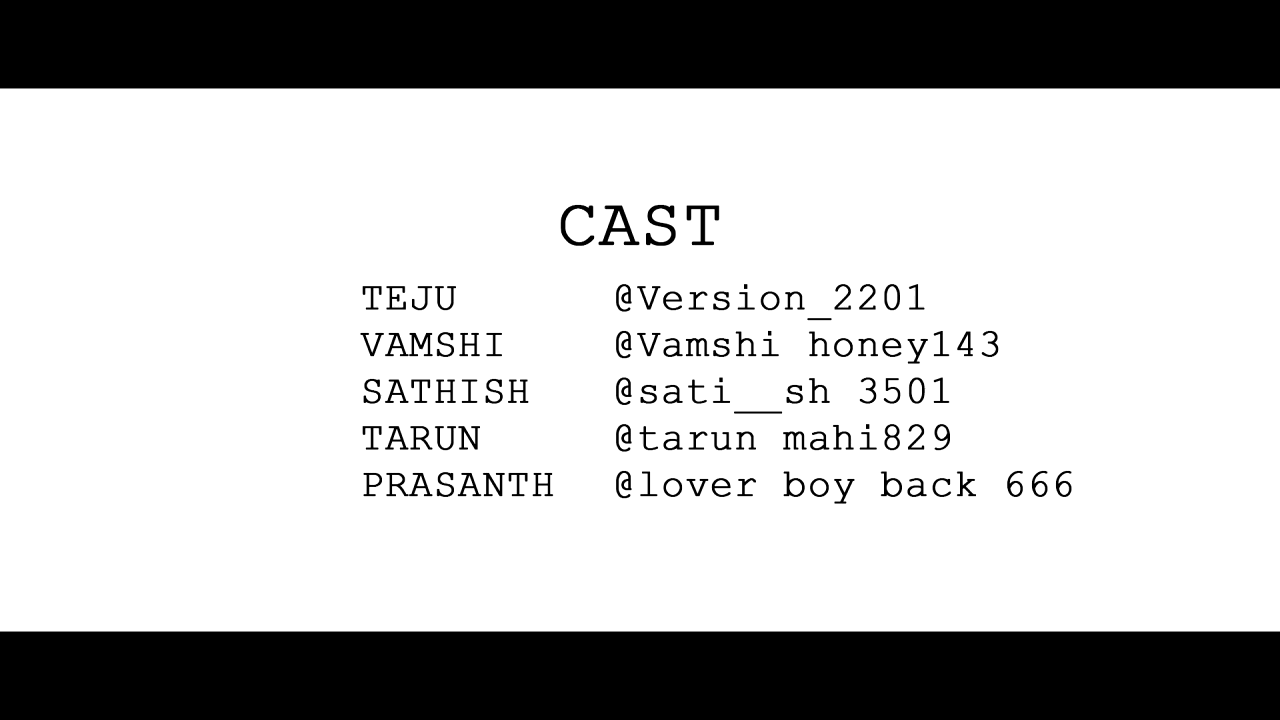 CAST
TEJU @Version_2201
VAMSHI @Vamshi honey143
SATHISH @sati__sh 3501
TARUN @tarun mahi829
PRASANTH @lover boy back 666